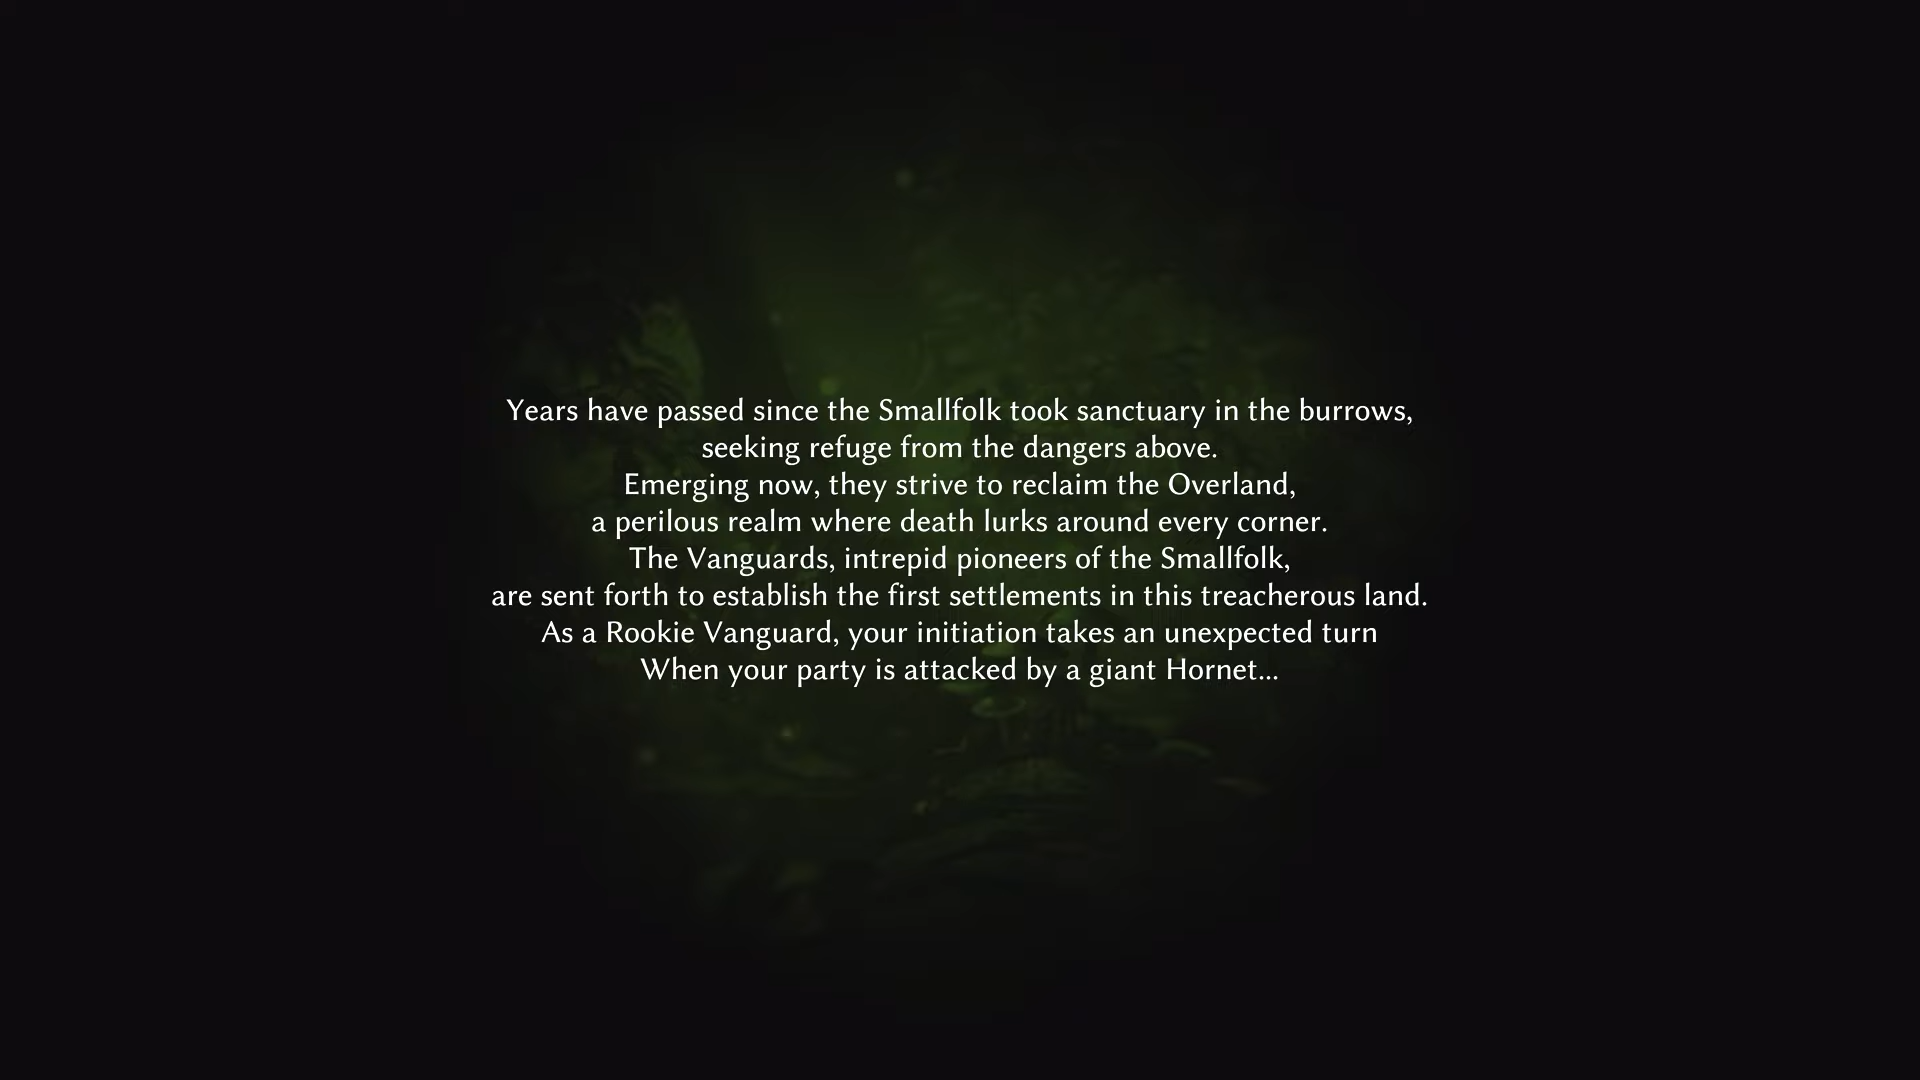 Years have passed since the Smallfolk took sanctuary in the burrows,
seeking refuge from the dangers above.
Emerging now, they strive to reclaim the Overland,
a perilous realm where death lurks around every corner.
The Vanguards, intrepid pioneers of the Smallfolk,
are sent forth to establish the first settlements in this treacherous land.
As a Rookie Vanguard, your initiation takes an unexpected turn
When your party is attacked by a giant Hornet...